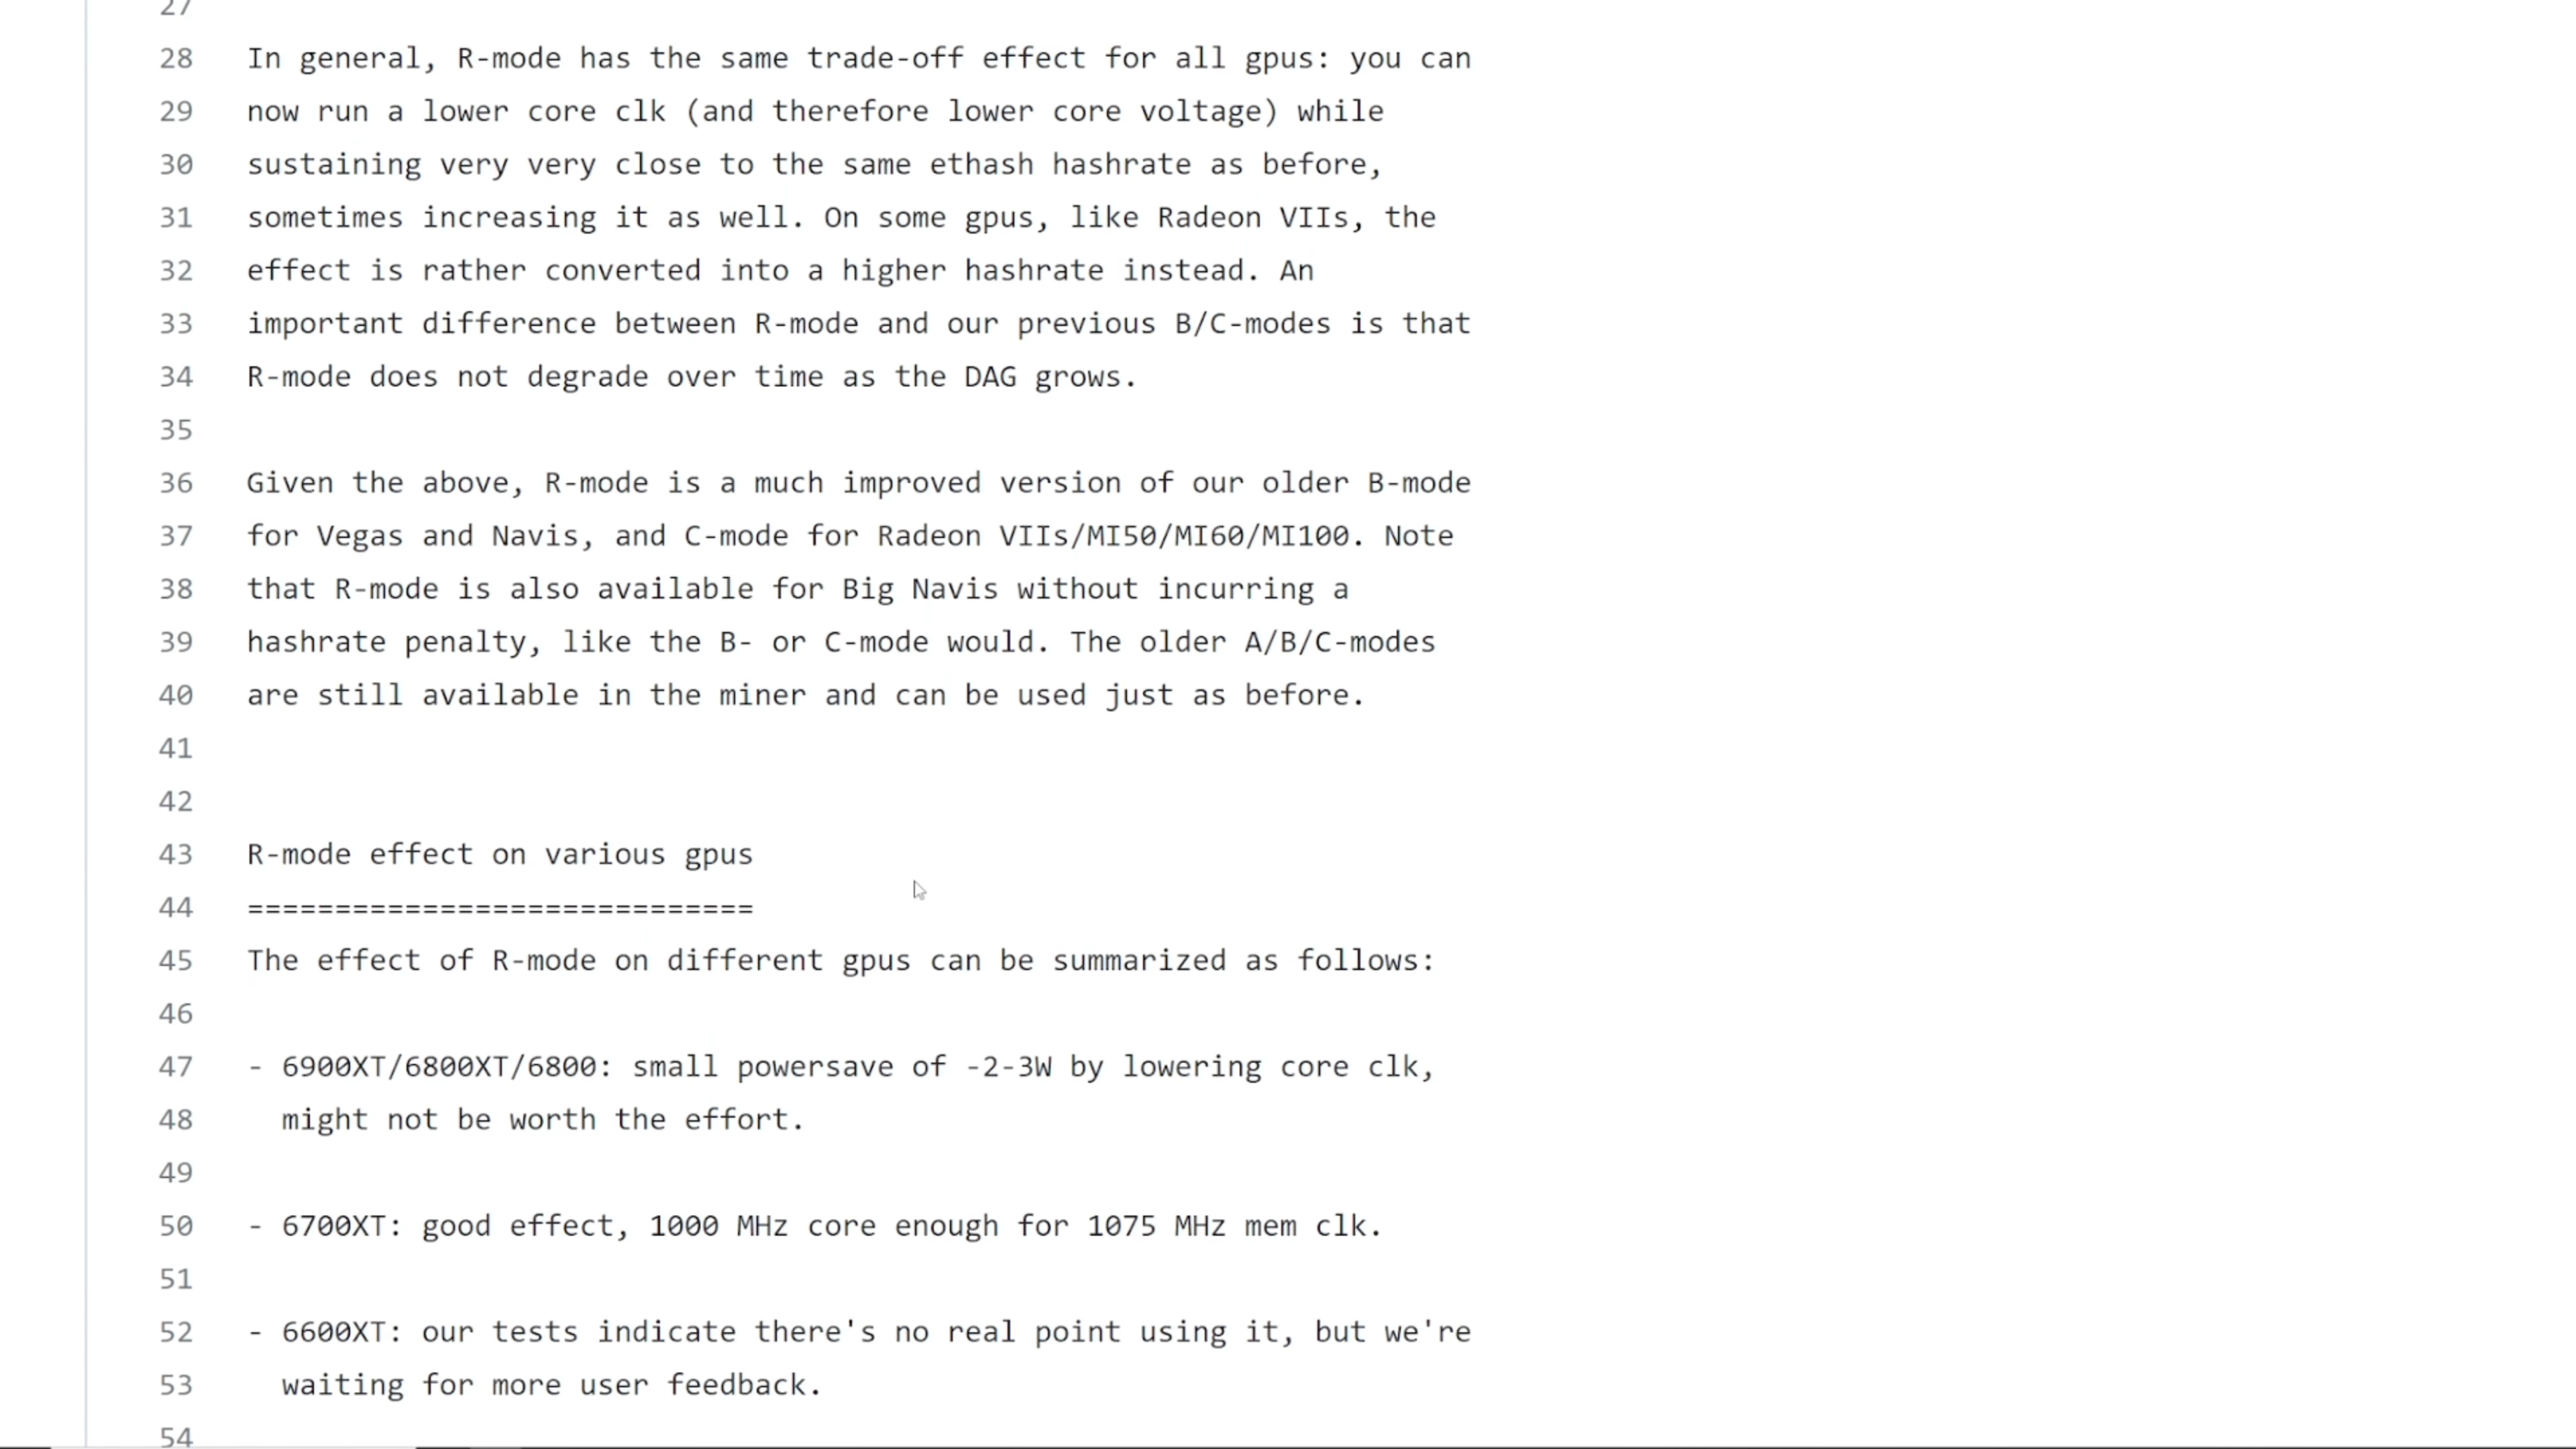 27
28 In general, R-mode has the same trade-off effect for all gpus: you can
29 now run a lower core clk (and therefore lower core voltage) while
30 sustaining very very close to the same ethash hashrate as before,
31 sometimes increasing it as well. On some gpus, like Radeon VIIs, the
32 effect is rather converted into a higher hashrate instead. An
33 important difference between R-mode and our previous B/C-modes is that
34 R-mode does not degrade over time as the DAG grows.
35
36 Given the above, R-mode is a much improved version of our older B-mode
37 for Vegas and Navis, and C-mode for Radeon VIIs/MI50/MI60/MI100. Note
38 that R-mode is also available for Big Navis without incurring a
39 hashrate penalty, like the B- or C-mode would. The older A/B/C-modes
40 are still available in the miner and can be used just as before.
41
42
43 R-mode effect on various gpus
44 =============================
45 The effect of R-mode on different gpus can be summarized as follows:
46
47 - 6900XT/6800XT/6800: small powersave of -2-3W by lowering core clk,
48 might not be worth the effort.
49
50 - 6700XT: good effect, 1000 MHz core enough for 1075 MHz mem clk.
51
52 - 6600XT: our tests indicate there's no real point using it, but we're
53 waiting for more user feedback.
54